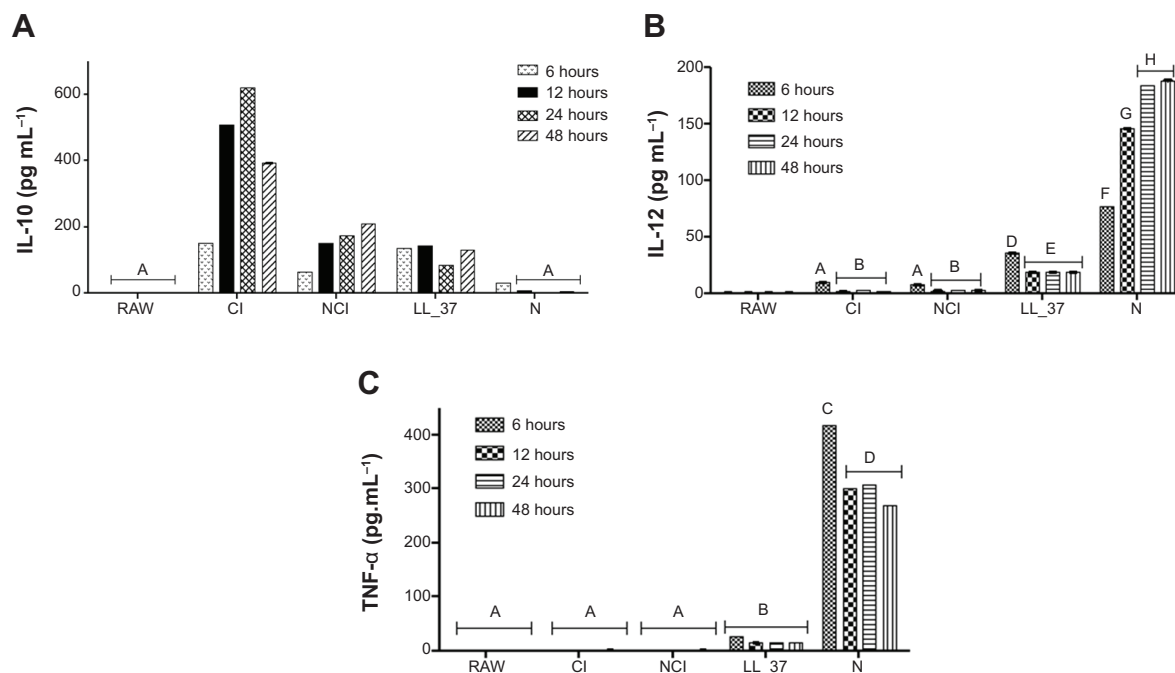 A
IL-10 (pg mL⁻¹)
600
400
200
0
6 hours
12 hours
24 hours
48 hours
A
A
RAW CI NCI LL_37 N
B
IL-12 (pg mL⁻¹)
200
150
100
50
0
6 hours
12 hours
24 hours
48 hours
A B A B D E F G H
RAW CI NCI LL_37 N
C
TNF-α (pg.mL⁻¹)
400
300
200
100
0
6 hours
12 hours
24 hours
48 hours
A A A B C D
RAW CI NCI LL 37 N